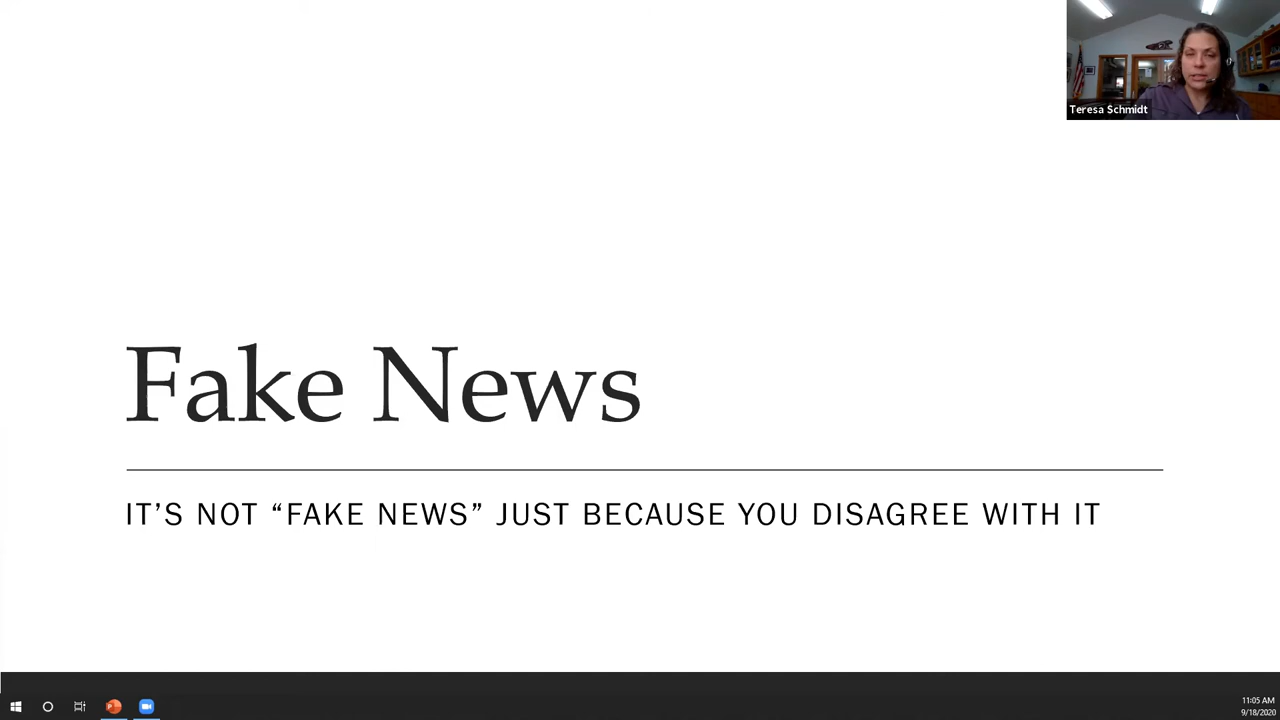 Teresa Schmidt
Fake News
IT’S NOT “FAKE NEWS” JUST BECAUSE YOU DISAGREE WITH IT
11:05 AM
9/18/2020